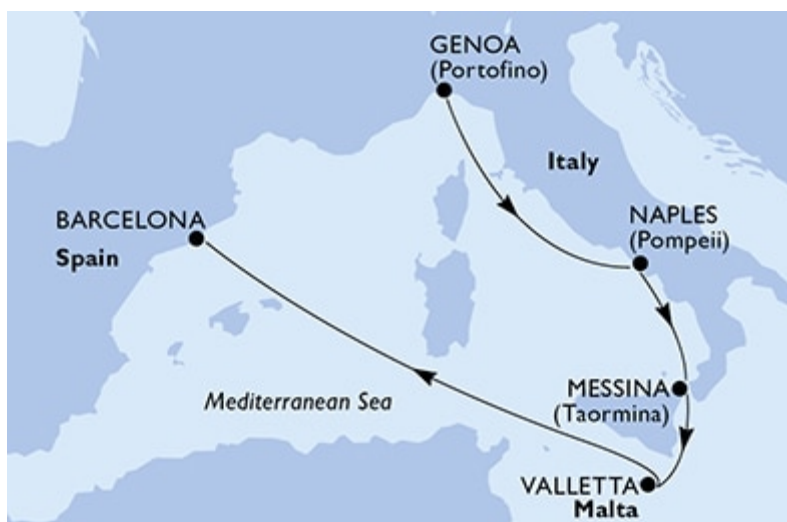 GENOA
(Portofino)
Italy
BARCELONA
Spain
NAPLES
(Pompeii)
MESSINA
(Taormina)
Mediterranean Sea
VALLETTA
Malta